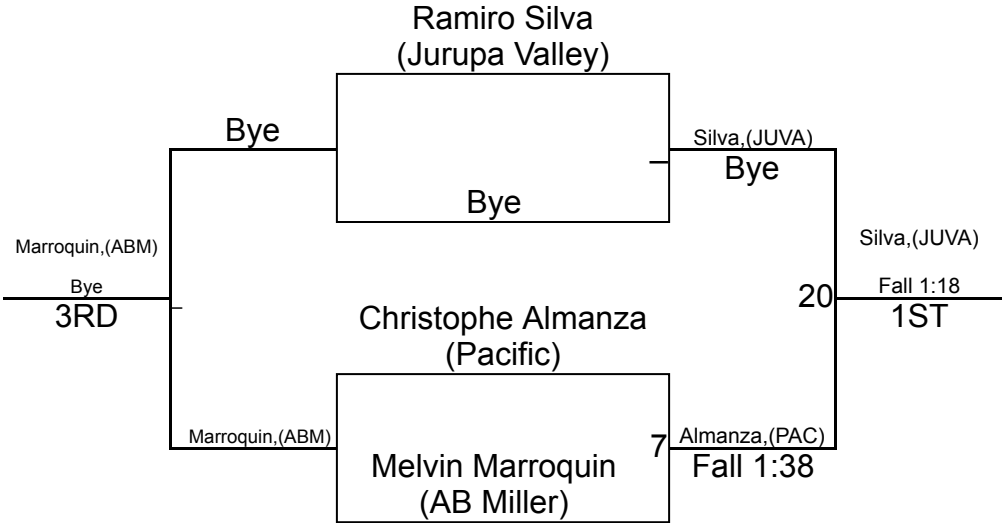 Ramiro Silva
(Jurupa Valley)
Bye
Silva,(JUVA)
Bye
Bye
Marroquin,(ABM)
Bye
3RD
Silva,(JUVA)
Fall 1:18
1ST
20
Christophe Almanza
(Pacific)
Marroquin,(ABM)
7
Almanza,(PAC)
Fall 1:38
Melvin Marroquin
(AB Miller)